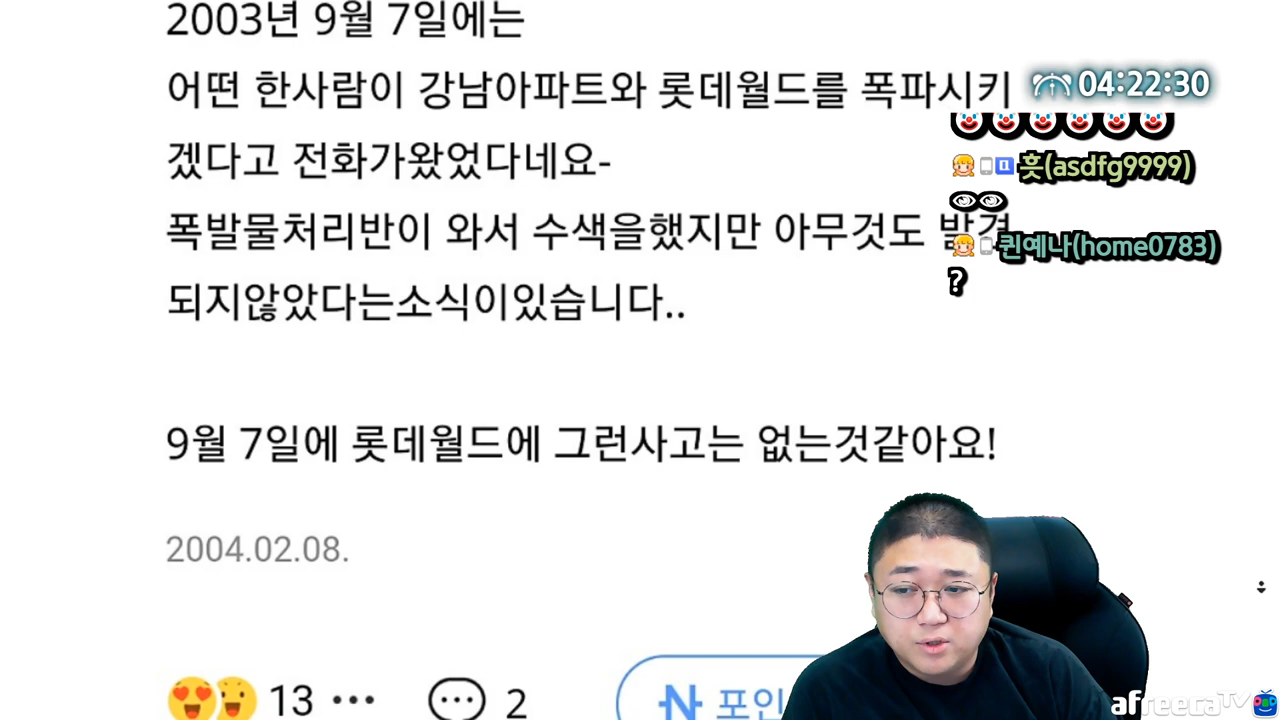 2003년 9월 7일에는
어떤 한사람이 강남아파트와 롯데월드를 폭파시키
겠다고 전화가왔었다네요-
폭발물처리반이 와서 수색을했지만 아무것도 발견
되지않았다는소식이있습니다..
9월 7일에 롯데월드에 그런사고는 없는것같아요!
2004.02.08.
13 ••• 2
N 포인
04:22:30
흣(asdfg9999)
퀸예나(home0783)
?
afreecaTV